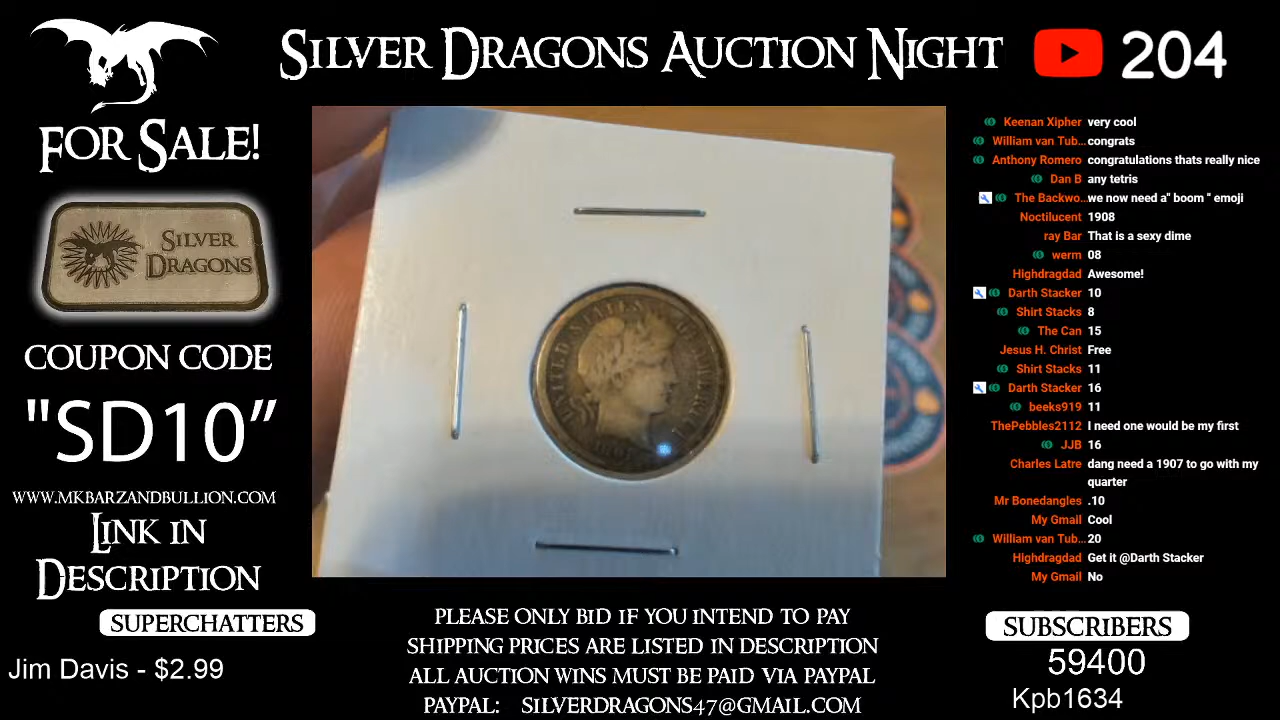 SILVER DRAGONS AUCTION NIGHT
204
FOR SALE!
SILVER
DRAGONS
COUPON CODE
"SD10”
WWW.MKBARZANDBULLION.COM
LINK IN
DESCRIPTION
SUPERCHATTERS
Jim Davis - $2.99
UNITED STATES
Keenan Xipher very cool
William van Tub... congrats
Anthony Romero congratulations thats really nice
Dan B any tetris
The Backwo... we now need a" boom " emoji
Noctilucent 1908
ray Bar That is a sexy dime
werm 08
Highdragdad Awesome!
Darth Stacker 10
Shirt Stacks 8
The Can 15
Jesus H. Christ Free
Shirt Stacks 11
Darth Stacker 16
beeks919 11
ThePebbles2112 I need one would be my first
JJB 16
Charles Latre dang need a 1907 to go with my
quarter
Mr Bonedangles .10
My Gmail Cool
William van Tub... 20
Highdragdad Get it @Darth Stacker
My Gmail No
PLEASE ONLY BID IF YOU INTEND TO PAY
SHIPPING PRICES ARE LISTED IN DESCRIPTION
ALL AUCTION WINS MUST BE PAID VIA PAYPAL
PAYPAL: SILVERDRAGONS47@GMAIL.COM
SUBSCRIBERS
59400
Kpb1634